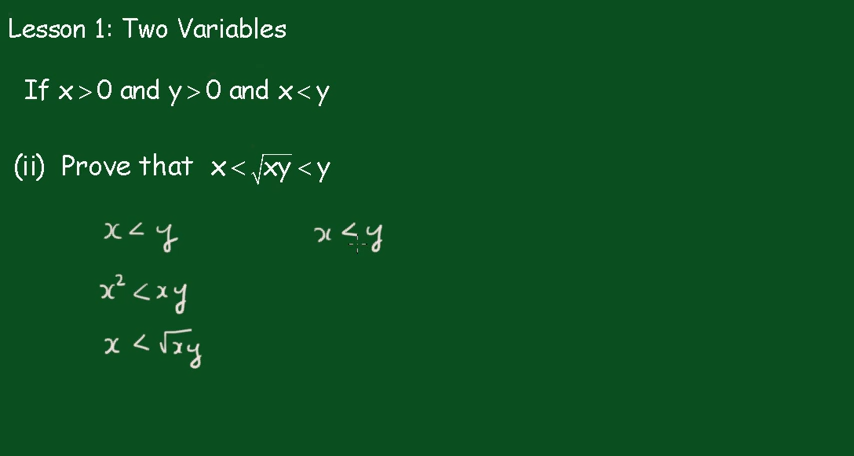 Lesson 1: Two Variables
If x > 0 and y > 0 and x < y
(ii) Prove that x < √xy < y
x < y
x < y
x² < xy
x < √xy